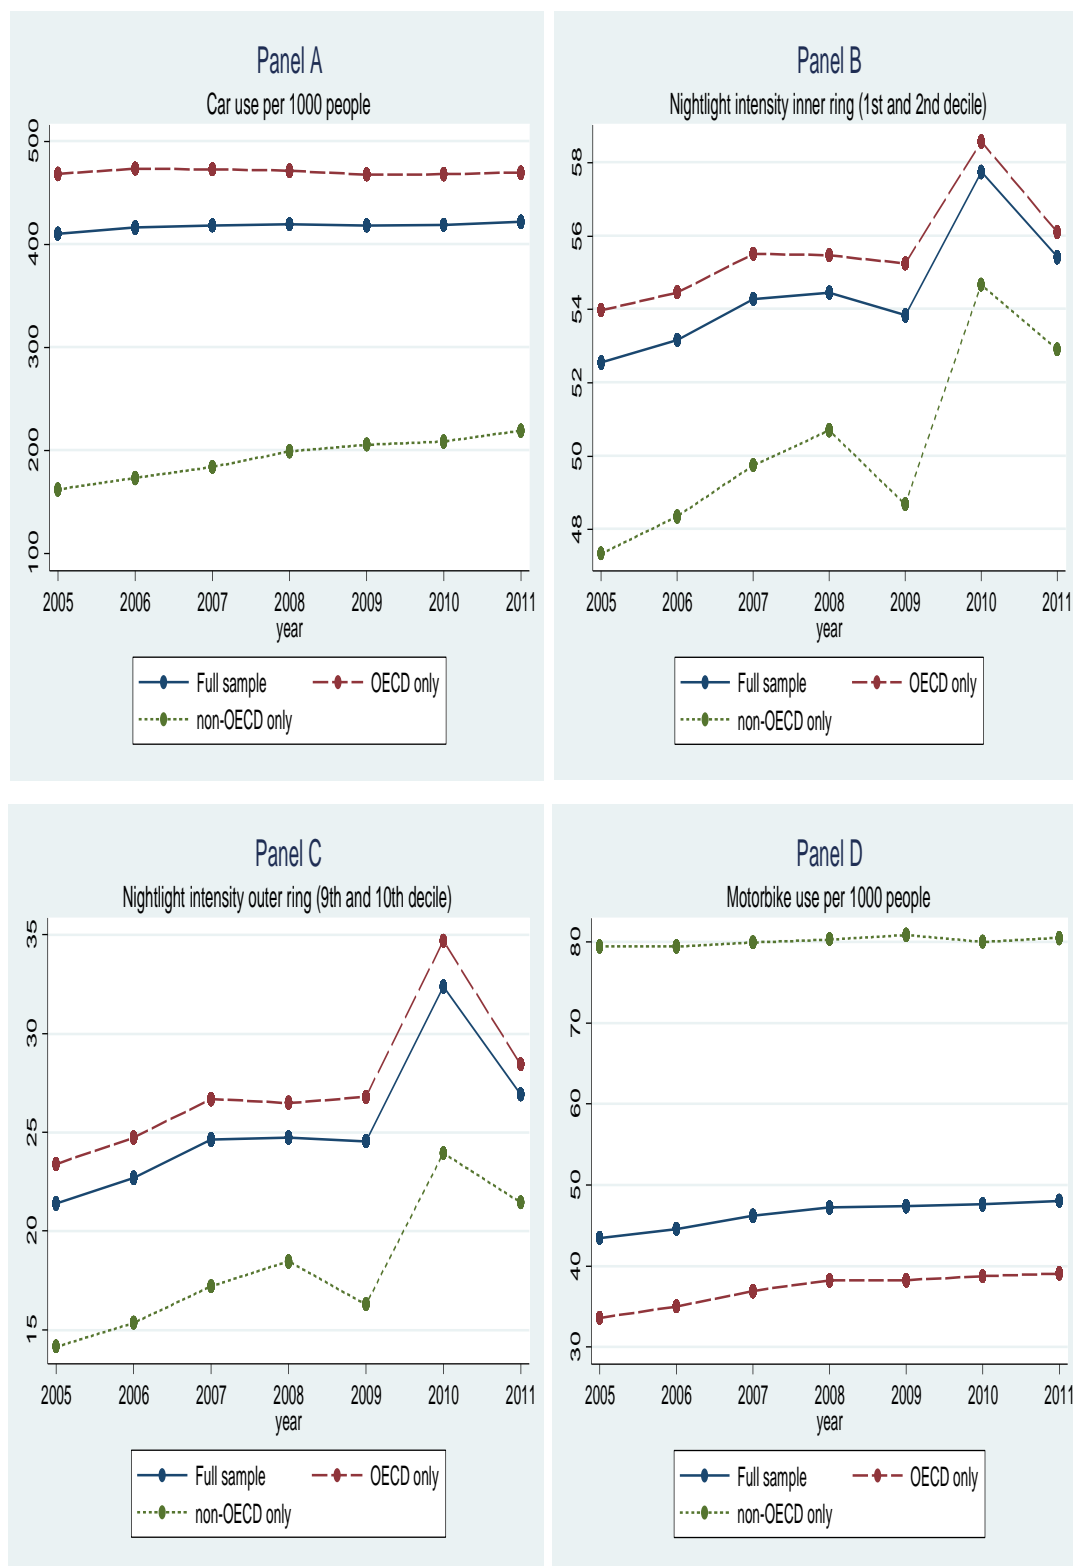 Panel A
Car use per 1000 people
500
400
300
200
100
2005 2006 2007 2008 2009 2010 2011
year
Full sample OECD only
non-OECD only
Panel B
Nightlight intensity inner ring (1st and 2nd decile)
58
56
54
52
50
48
2005 2006 2007 2008 2009 2010 2011
year
Full sample OECD only
non-OECD only
Panel C
Nightlight intensity outer ring (9th and 10th decile)
35
30
25
20
15
2005 2006 2007 2008 2009 2010 2011
year
Full sample OECD only
non-OECD only
Panel D
Motorbike use per 1000 people
80
70
60
50
40
30
2005 2006 2007 2008 2009 2010 2011
year
Full sample OECD only
non-OECD only